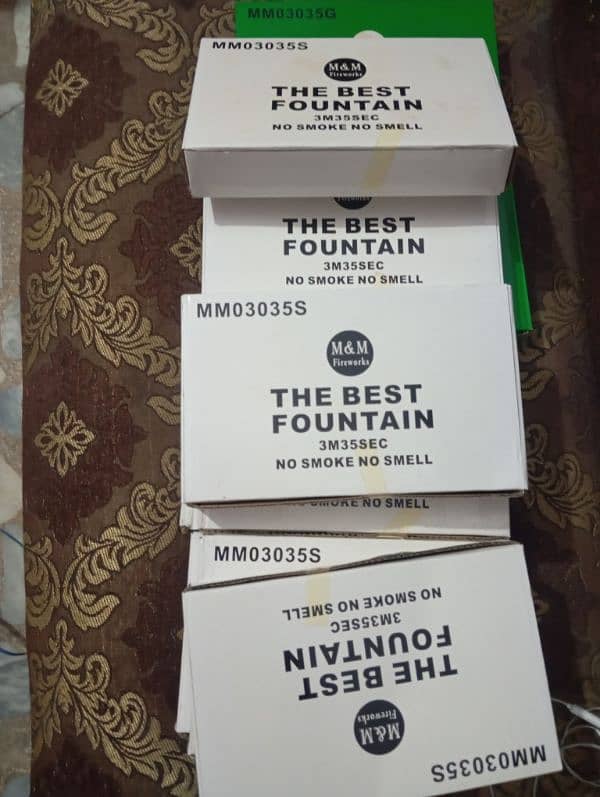 MM03035G
MM03035S
M&M
Fireworks
THE BEST
FOUNTAIN
3M35SEC
NO SMOKE NO SMELL
Fireworks
THE BEST
FOUNTAIN
3M35SEC
NO SMOKE NO SMELL
MM03035S
M&M
Fireworks
THE BEST
FOUNTAIN
3M35SEC
NO SMOKE NO SMELL
NO SMELL
MM03035S
MM03035S
M&M
Fireworks
THE BEST
FOUNTAIN
3M35SEC
NO SMOKE NO SMELL